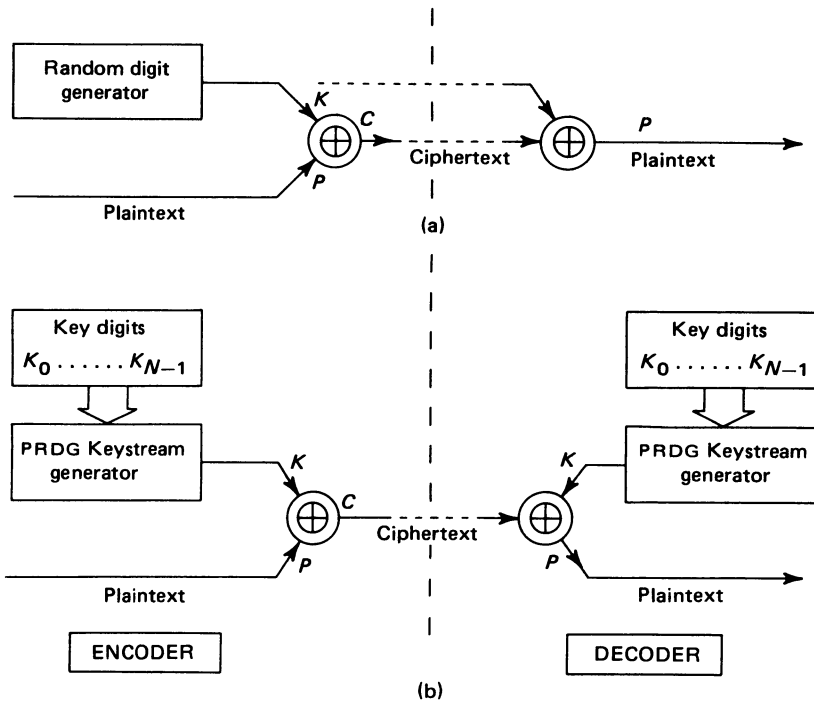 Random digit
generator
K
C
P
Ciphertext
P
Plaintext
Plaintext
(a)
Key digits
K0 ...... KN−1
Key digits
K0 ...... KN−1
PRDG Keystream
generator
PRDG Keystream
generator
K
C
K
Ciphertext
P
P
Plaintext
Plaintext
ENCODER
DECODER
(b)